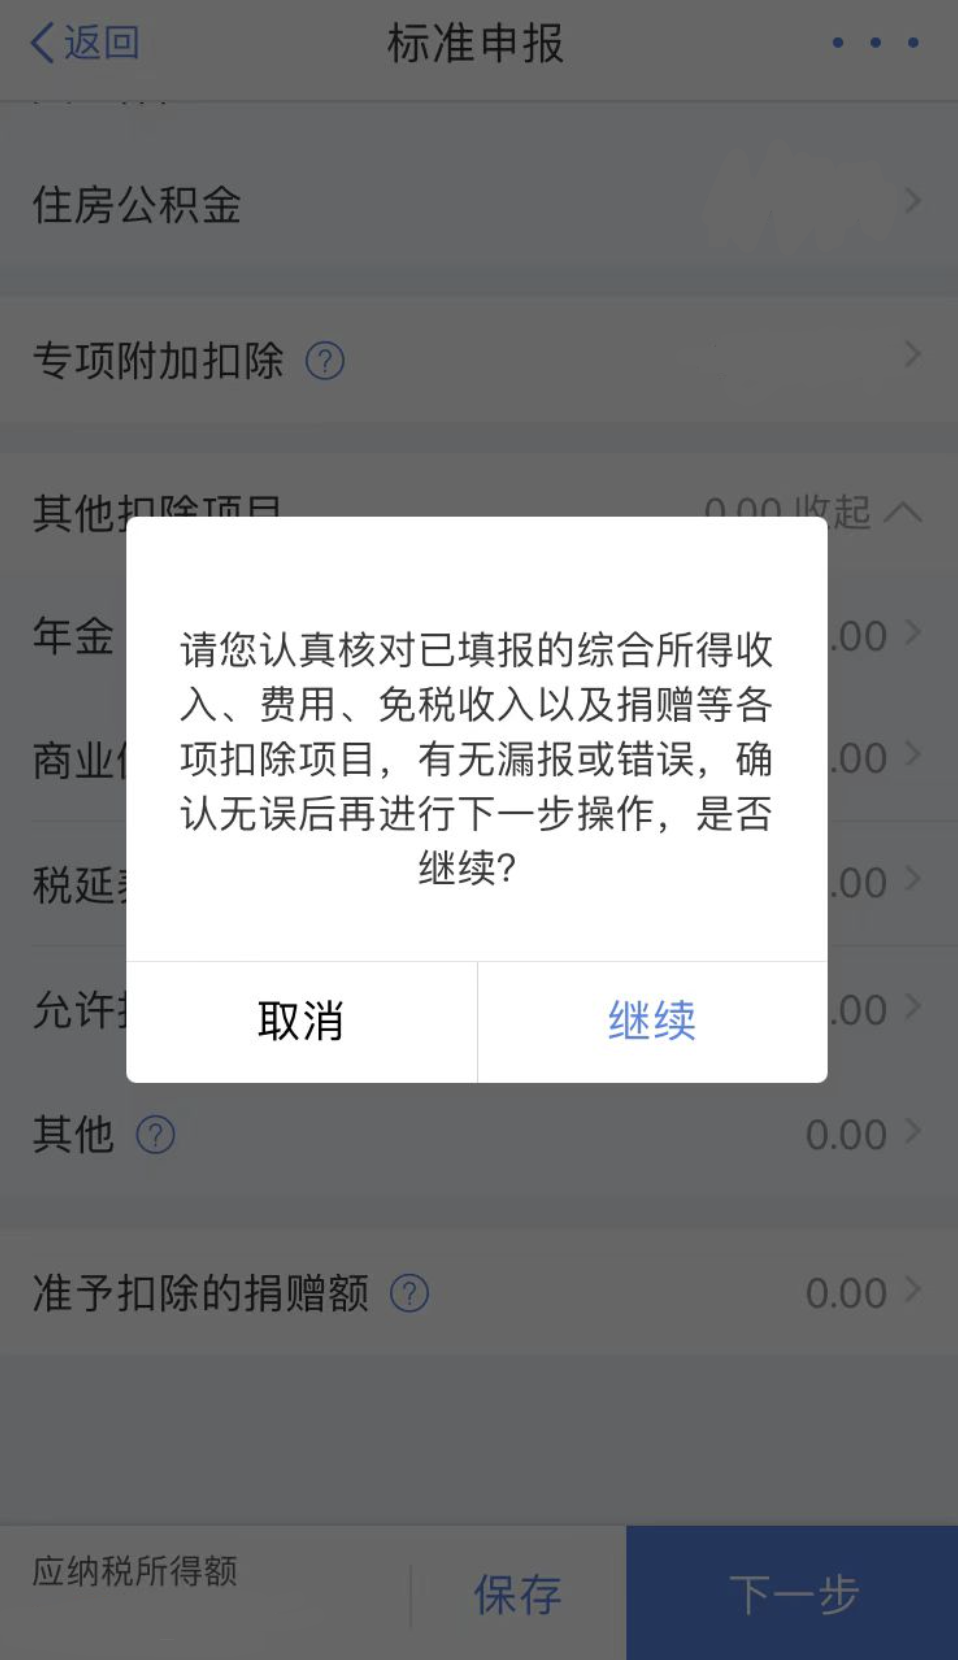 返回
标准申报
住房公积金
专项附加扣除 ?
其他扣除项目 0.00 收起
年金 .00
商业 .00
税延 .00
允许 .00
请您认真核对已填报的综合所得收
入、费用、免税收入以及捐赠等各
项扣除项目，有无漏报或错误，确
认无误后再进行下一步操作，是否
继续?
取消 继续
其他 ? 0.00
准予扣除的捐赠额 ? 0.00
应纳税所得额
保存
下一步